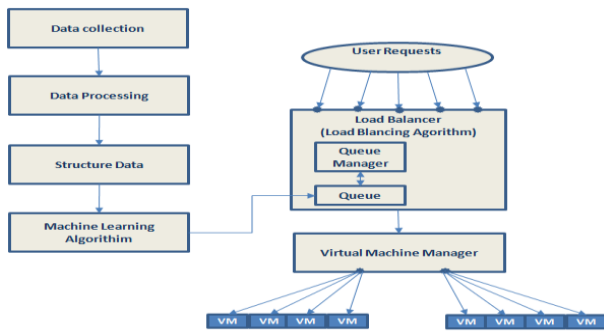 Data collection
Data Processing
Structure Data
Machine Learning
Algorithim
User Requests
Load Balancer
(Load Blancing Agorithm)
Queue
Manager
Queue
Virtual Machine Manager
VM VM VM VM
VM VM VM VM